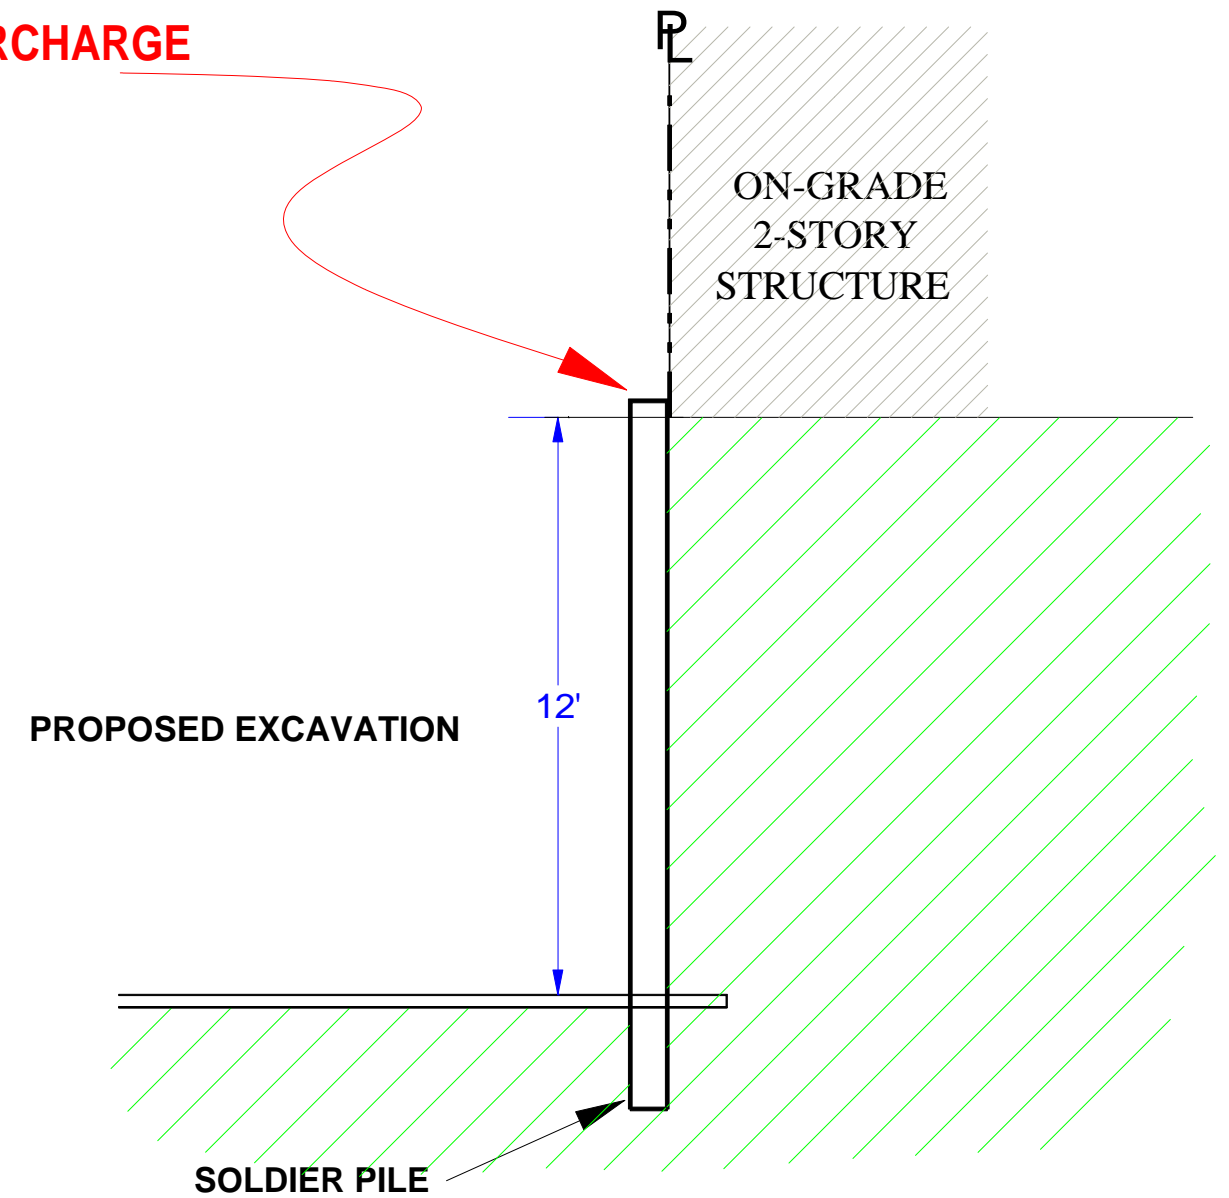 RCHARGE
PL
ON-GRADE
2-STORY
STRUCTURE
12'
PROPOSED EXCAVATION
SOLDIER PILE